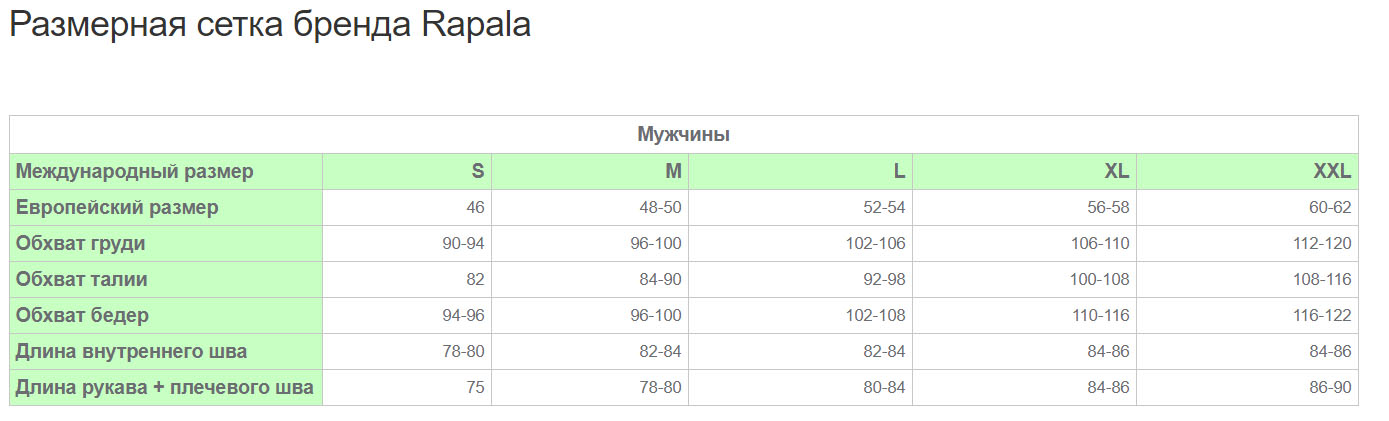 Размерная сетка бренда Rapala
Мужчины
Международный размер S M L XL XXL
Европейский размер 46 48-50 52-54 56-58 60-62
Обхват груди 90-94 96-100 102-106 106-110 112-120
Обхват талии 82 84-90 92-98 100-108 108-116
Обхват бедер 94-96 96-100 102-108 110-116 116-122
Длина внутреннего шва 78-80 82-84 82-84 84-86 84-86
Длина рукава + плечевого шва 75 78-80 80-84 84-86 86-90